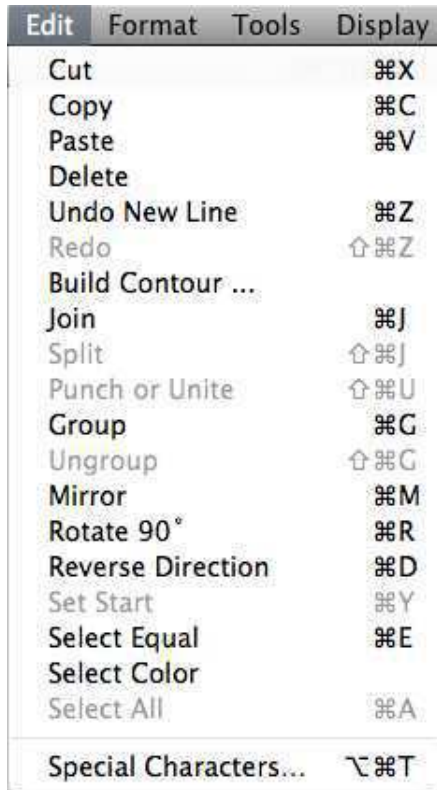 Edit Format Tools Display
Cut ⌘X
Copy ⌘C
Paste ⌘V
Delete
Undo New Line ⌘Z
Redo ⇧⌘Z
Build Contour ...
Join ⌘J
Split ⇧⌘J
Punch or Unite ⇧⌘U
Group ⌘G
Ungroup ⇧⌘G
Mirror ⌘M
Rotate 90° ⌘R
Reverse Direction ⌘D
Set Start ⌘Y
Select Equal ⌘E
Select Color
Select All ⌘A
Special Characters... ⌥⌘T